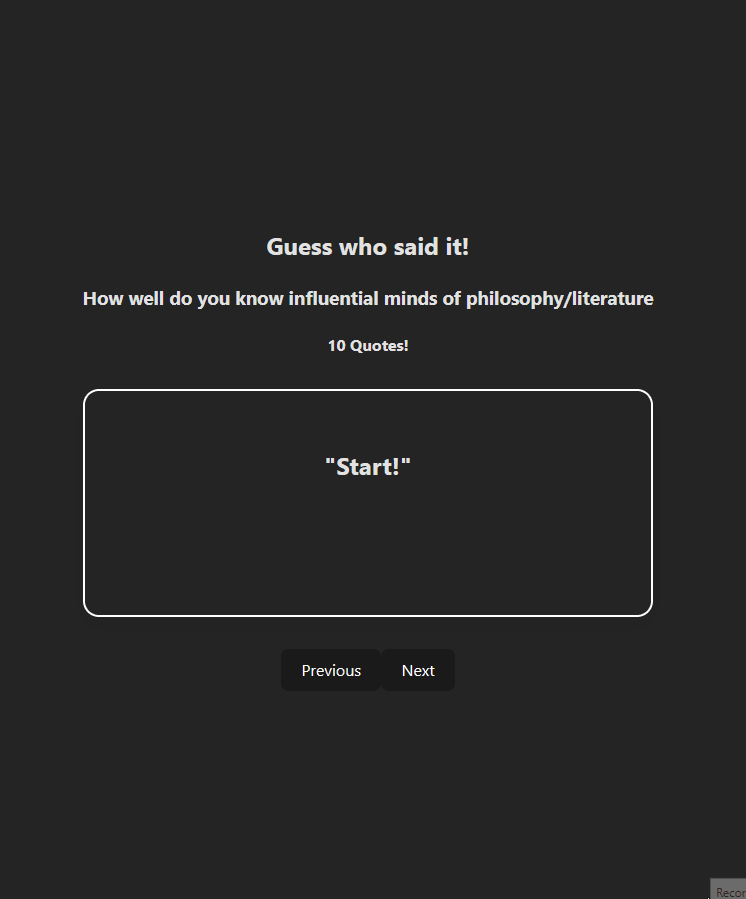 Guess who said it!
How well do you know influential minds of philosophy/literature
10 Quotes!
"Start!"
Previous Next